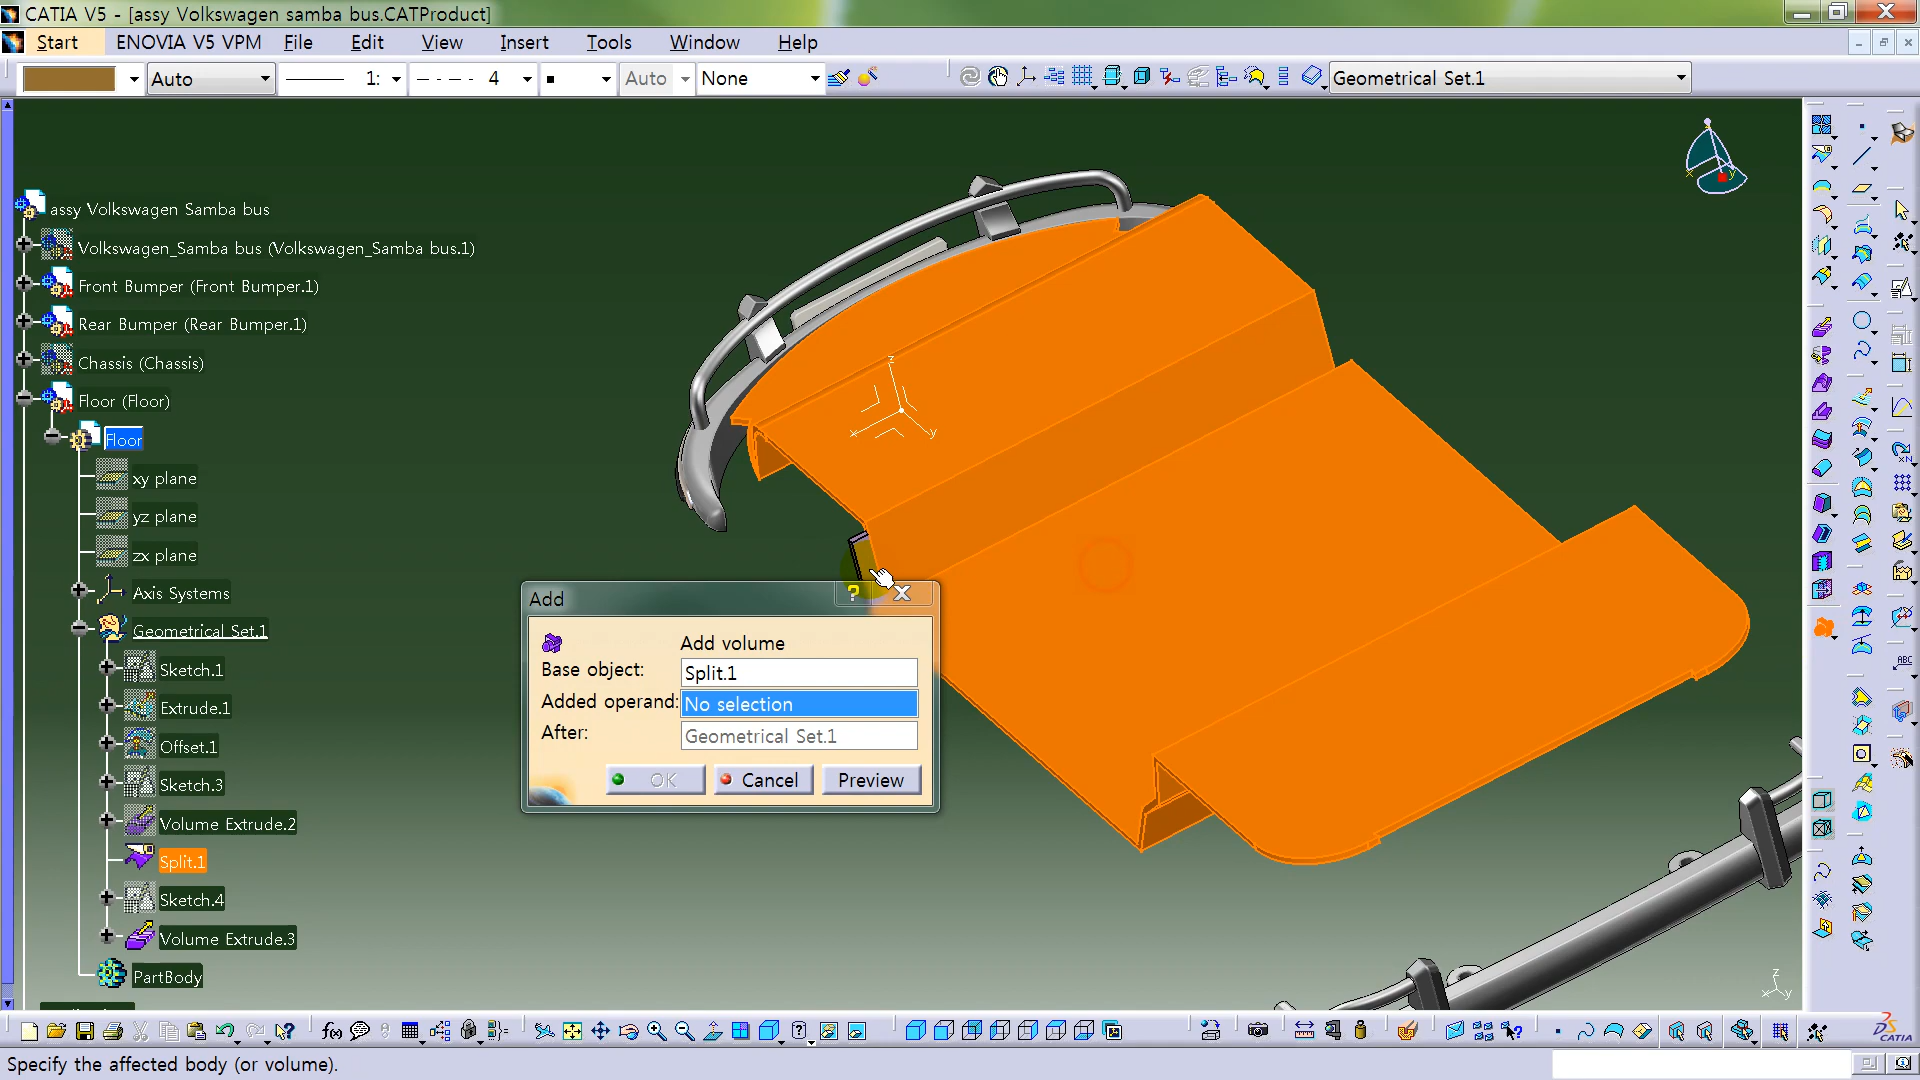 CATIA V5 - [assy Volkswagen samba bus.CATProduct]
Start ENOVIA V5 VPM File Edit View Insert Tools Window Help
Auto 1: 4 Auto None Geometrical Set.1
assy Volkswagen Samba bus
Volkswagen_Samba bus (Volkswagen_Samba bus.1)
Front Bumper (Front Bumper.1)
Rear Bumper (Rear Bumper.1)
Chassis (Chassis)
Floor (Floor)
Floor
xy plane
yz plane
zx plane
Axis Systems
Geometrical Set.1
Sketch.1
Extrude.1
Offset.1
Sketch.3
Volume Extrude.2
Split.1
Sketch.4
Volume Extrude.3
PartBody
z
x
y
Add
Add volume
Base object: Split.1
Added operand: No selection
After: Geometrical Set.1
OK Cancel Preview
z
x y
Specify the affected body (or volume).
CATIA